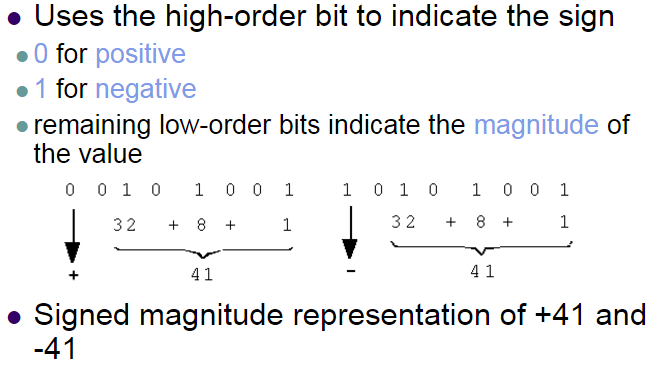 Uses the high-order bit to indicate the sign
0 for positive
1 for negative
remaining low-order bits indicate the magnitude of
the value
0 0 1 0 1 0 0 1 1 0 1 0 1 0 0 1
32 + 8 + 1 32 + 8 + 1
+ 41 - 41
Signed magnitude representation of +41 and
-41